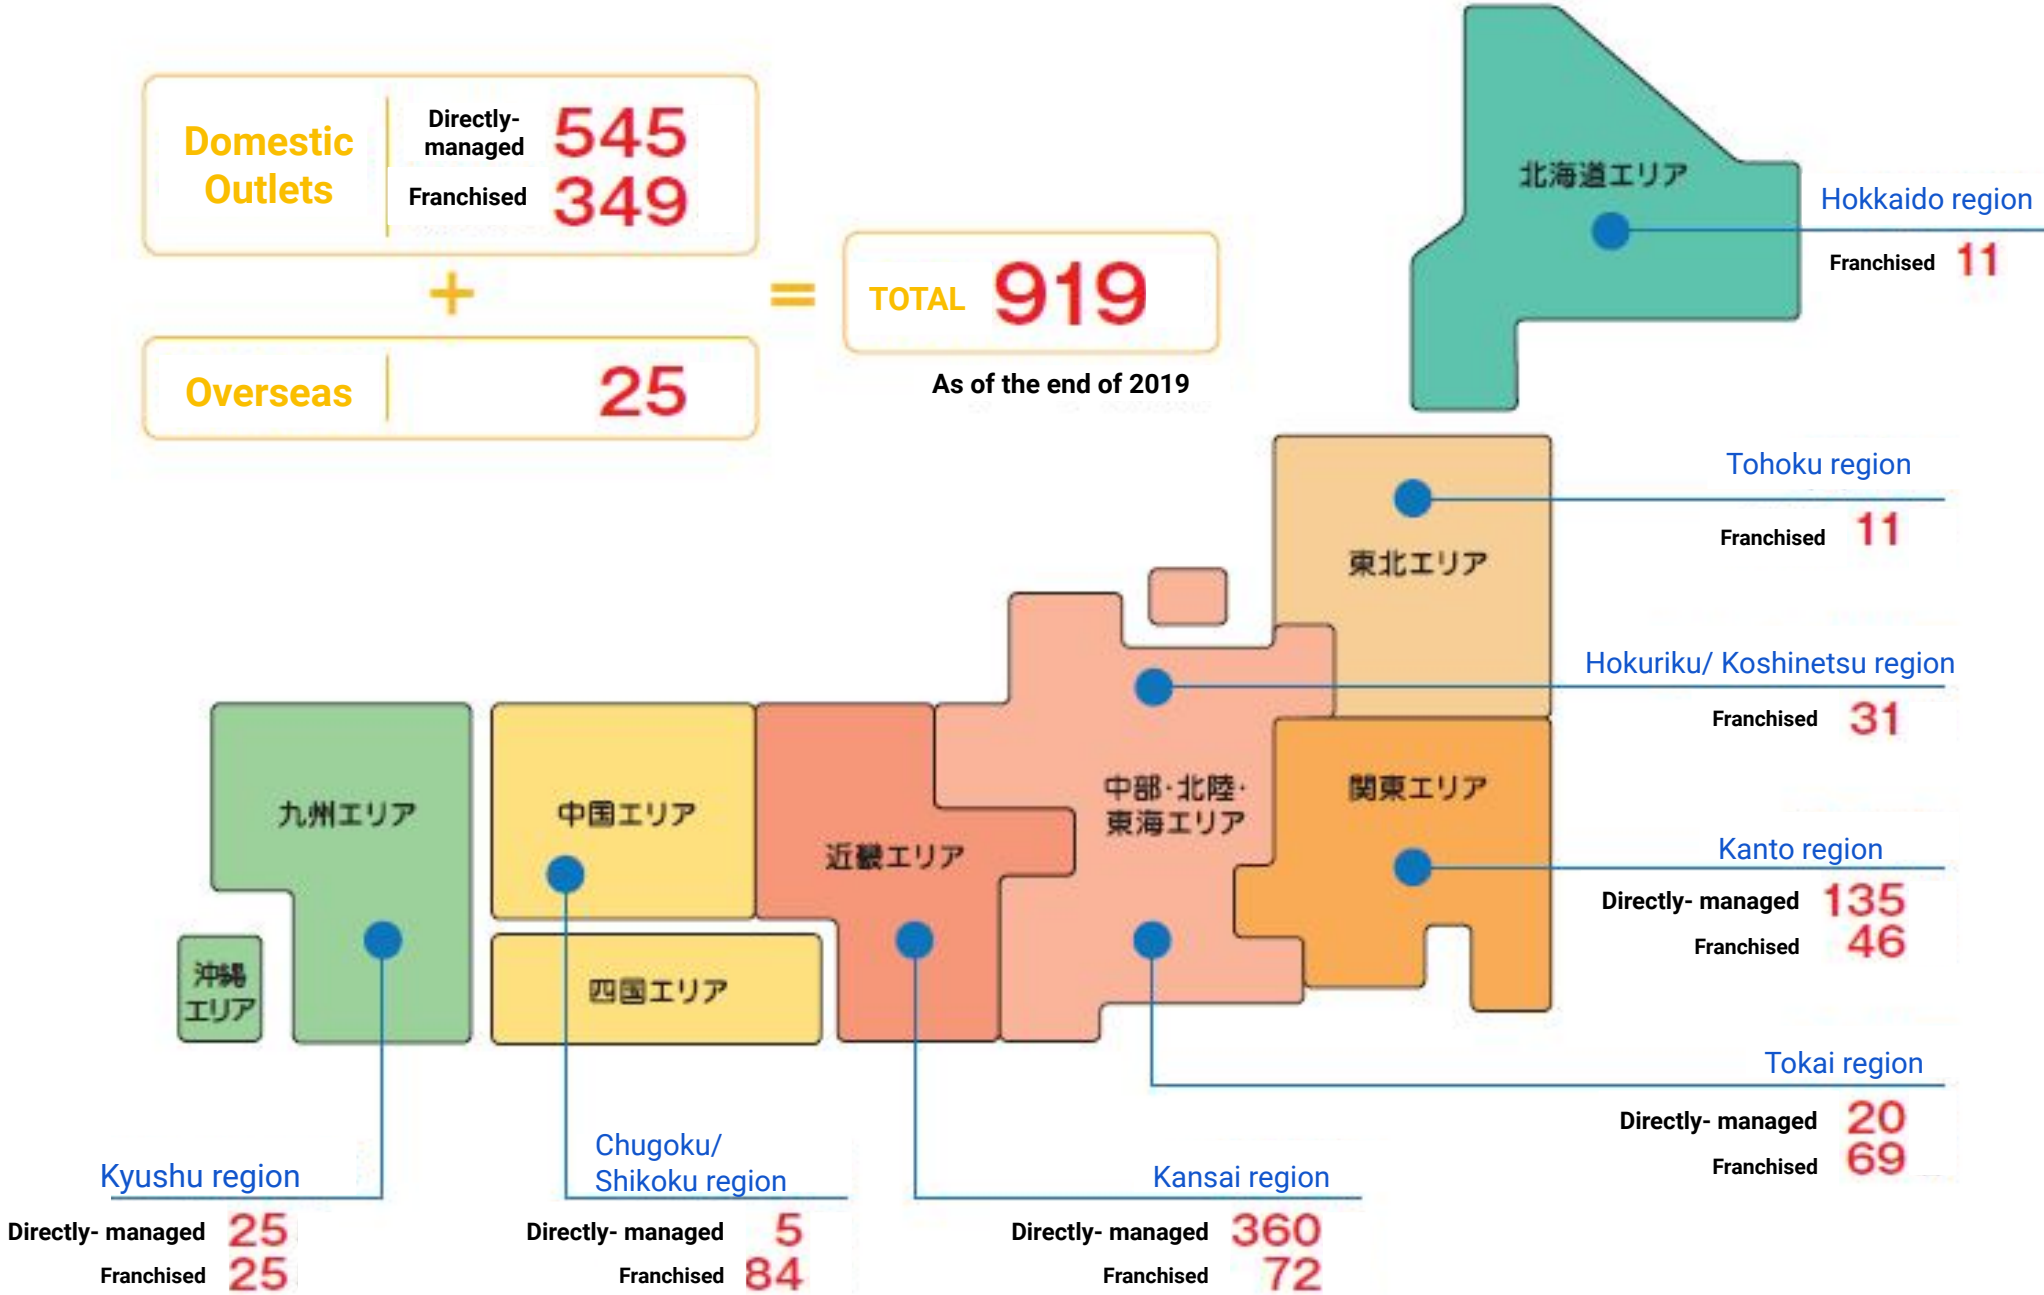 Domestic
Outlets
Directly-
managed
545
Franchised
349
+
Overseas
25
=
TOTAL
919
As of the end of 2019
北海道エリア
Hokkaido region
Franchised 11
Tohoku region
Franchised 11
東北エリア
Hokuriku/ Koshinetsu region
Franchised 31
中部·北陸·
東海エリア
関東エリア
Kanto region
Directly- managed 135
Franchised 46
九州エリア
中国エリア
近畿エリア
沖縄
エリア
四国エリア
Tokai region
Directly- managed 20
Franchised 69
Kyushu region
Directly- managed 25
Franchised 25
Chugoku/
Shikoku region
Directly- managed 5
Franchised 84
Kansai region
Directly- managed 360
Franchised 72